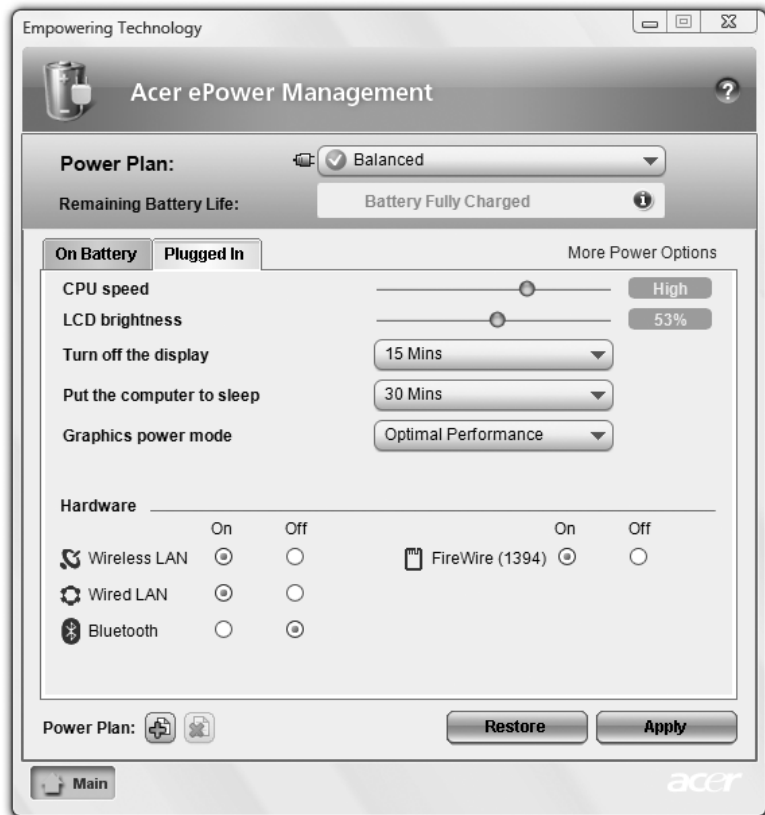 Empowering Technology
Acer ePower Management
?
Power Plan: Balanced
Remaining Battery Life: Battery Fully Charged i
On Battery Plugged In More Power Options
CPU speed High
LCD brightness 53%
Turn off the display 15 Mins
Put the computer to sleep 30 Mins
Graphics power mode Optimal Performance
Hardware
On Off On Off
Wireless LAN FireWire (1394)
Wired LAN
Bluetooth
Power Plan: Restore Apply
Main acer